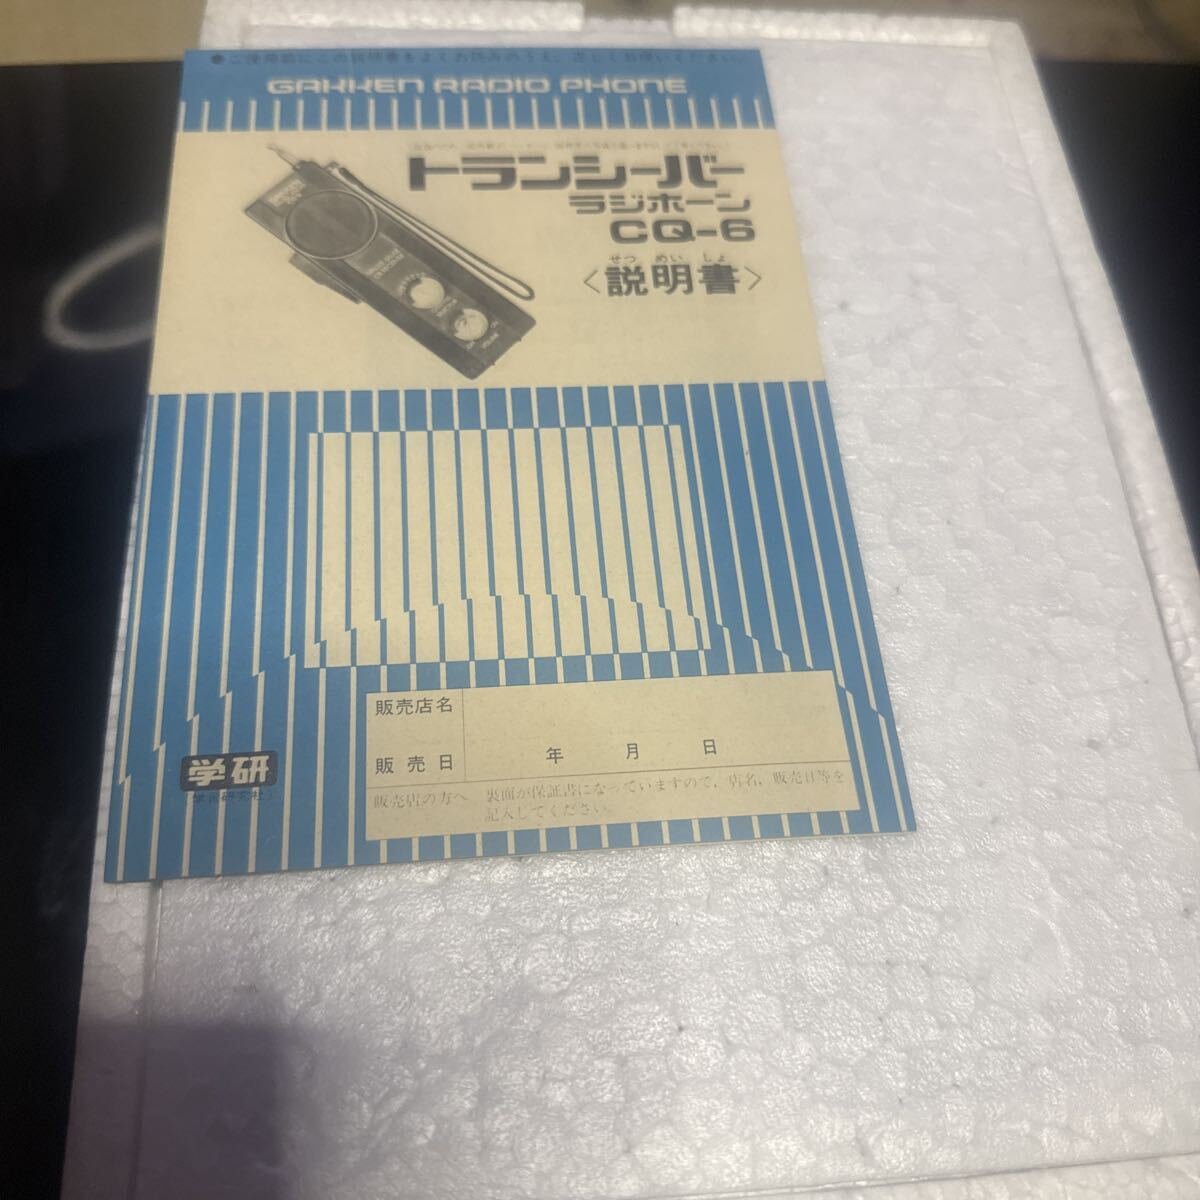 ●ご使用前にこの説明書をよくお読みのうえ、正しくお使いください。
GAKKEN RADIO PHONE
トランシーバー
ラジホーン
CQ-6
せつ めい しょ
〈説明書〉
販売店名
販売日 年 月 日
販売店の方へ 裏面が保証書になっていますので、店名、販売日等を
記入してください。
学研
(学習研究社)